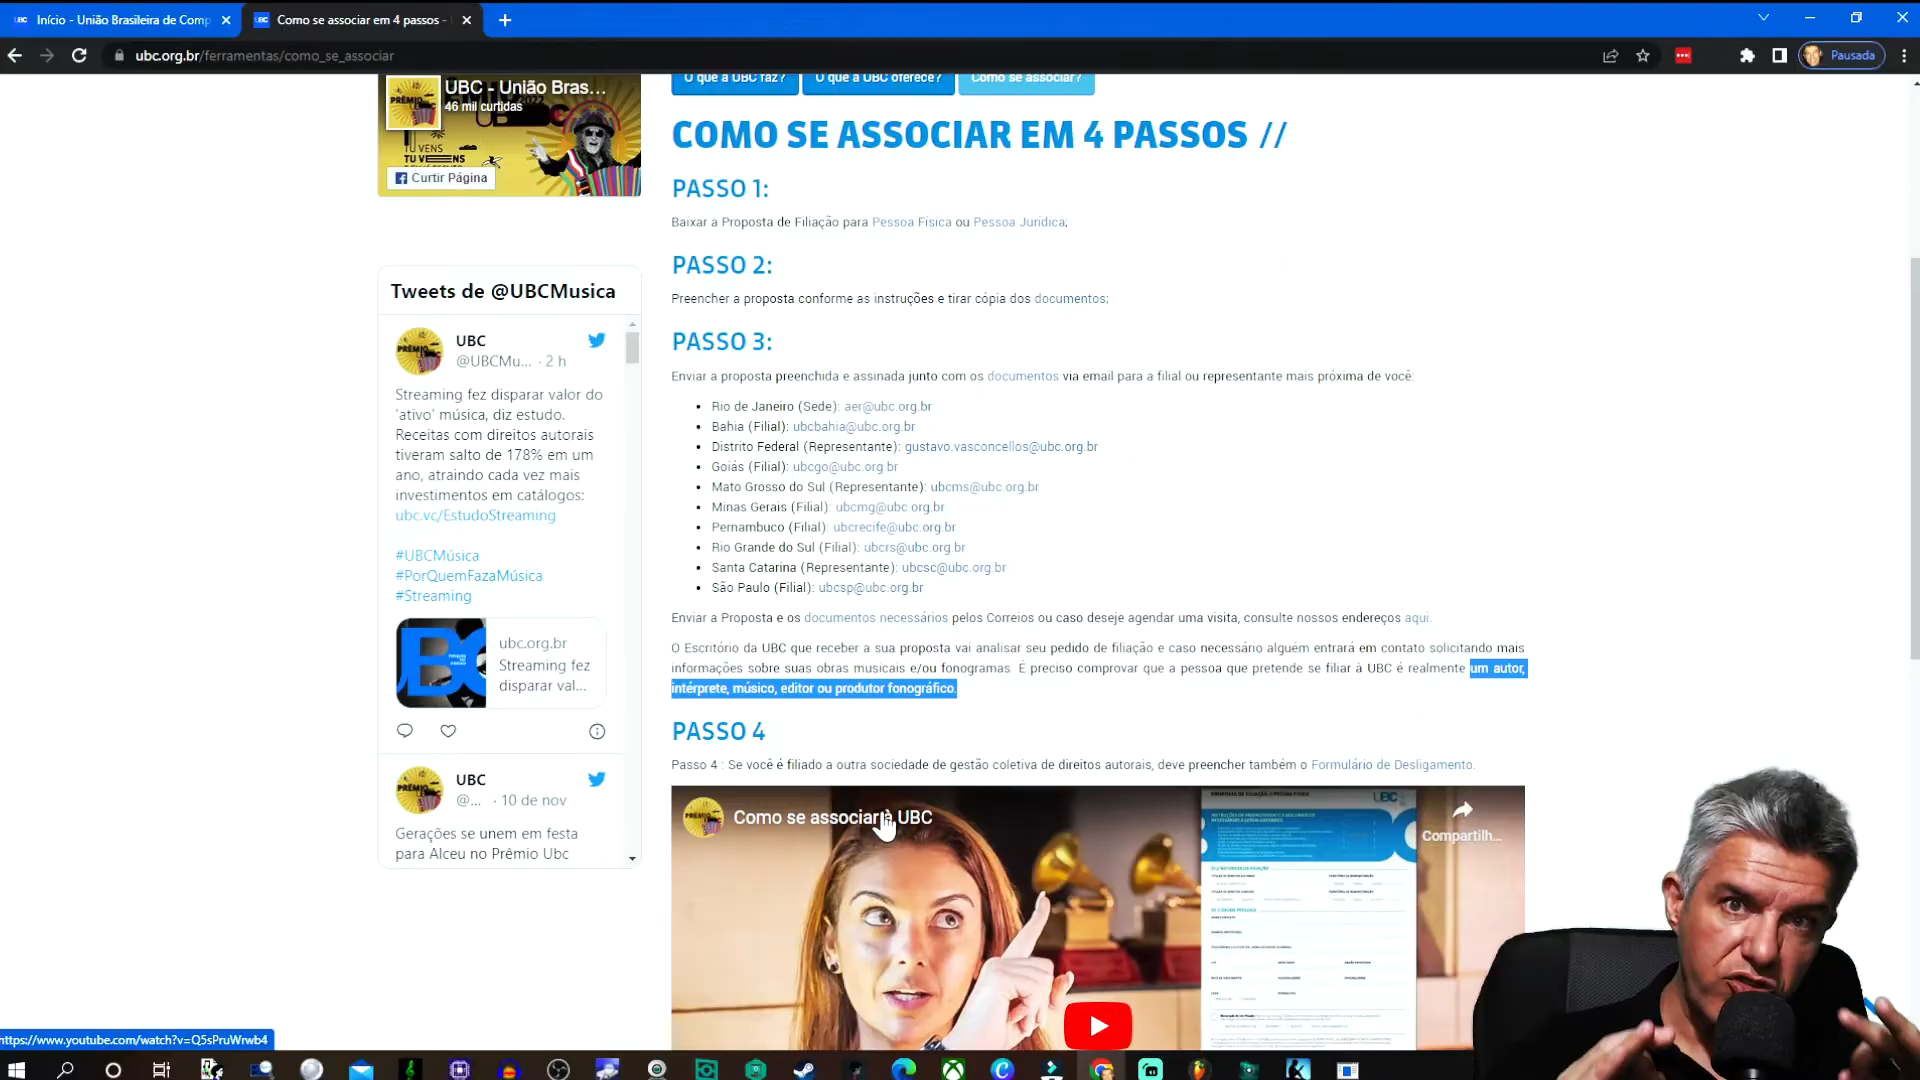 Início - União Brasileira de Comp
Como se associar em 4 passos -
ubc.org.br/ferramentas/como_se_associar
Pausada
UBC - União Bras...
46 mil curtidas
PRÊMIO
TU VENS
TU VENS
Curtir Página
O que a UBC faz?
O que a UBC oferece?
Como se associar?
COMO SE ASSOCIAR EM 4 PASSOS //
PASSO 1:
Baixar a Proposta de Filiação para Pessoa Física ou Pessoa Jurídica;
PASSO 2:
Preencher a proposta conforme as instruções e tirar cópia dos documentos;
PASSO 3:
Enviar a proposta preenchida e assinada junto com os documentos via email para a filial ou representante mais próxima de você:
• Rio de Janeiro (Sede): aer@ubc.org.br
• Bahia (Filial): ubcbahia@ubc.org.br
• Distrito Federal (Representante): gustavo.vasconcellos@ubc.org.br
• Goiás (Filial): ubcgo@ubc.org.br
• Mato Grosso do Sul (Representante): ubcms@ubc.org.br
• Minas Gerais (Filial): ubcmg@ubc.org.br
• Pernambuco (Filial): ubcrecife@ubc.org.br
• Rio Grande do Sul (Filial): ubcrs@ubc.org.br
• Santa Catarina (Representante): ubcsc@ubc.org.br
• São Paulo (Filial): ubcsp@ubc.org.br
Enviar a Proposta e os documentos necessários pelos Correios ou caso deseje agendar uma visita, consulte nossos endereços aqui.
O Escritório da UBC que receber a sua proposta vai analisar seu pedido de filiação e caso necessário alguém entrará em contato solicitando mais
informações sobre suas obras musicais e/ou fonogramas. É preciso comprovar que a pessoa que pretende se filiar à UBC é realmente um autor,
intérprete, músico, editor ou produtor fonográfico.
PASSO 4
Passo 4 : Se você é filiado a outra sociedade de gestão coletiva de direitos autorais, deve preencher também o Formulário de Desligamento.
PRÊMIO
Como se associar à UBC
Compartilh...
UBC
Tweets de @UBCMusica
UBC
@UBCMu... · 2 h
Streaming fez disparar valor do
'ativo' música, diz estudo.
Receitas com direitos autorais
tiveram salto de 178% em um
ano, atraindo cada vez mais
investimentos em catálogos:
ubc.vc/EstudoStreaming
#UBCMúsica
#PorQuemFazaMúsica
#Streaming
ubc.org.br
Streaming fez
disparar val...
UBC
@... · 10 de nov
Gerações se unem em festa
para Alceu no Prêmio Ubc
https://www.youtube.com/watch?v=Q5sPruWrwb4